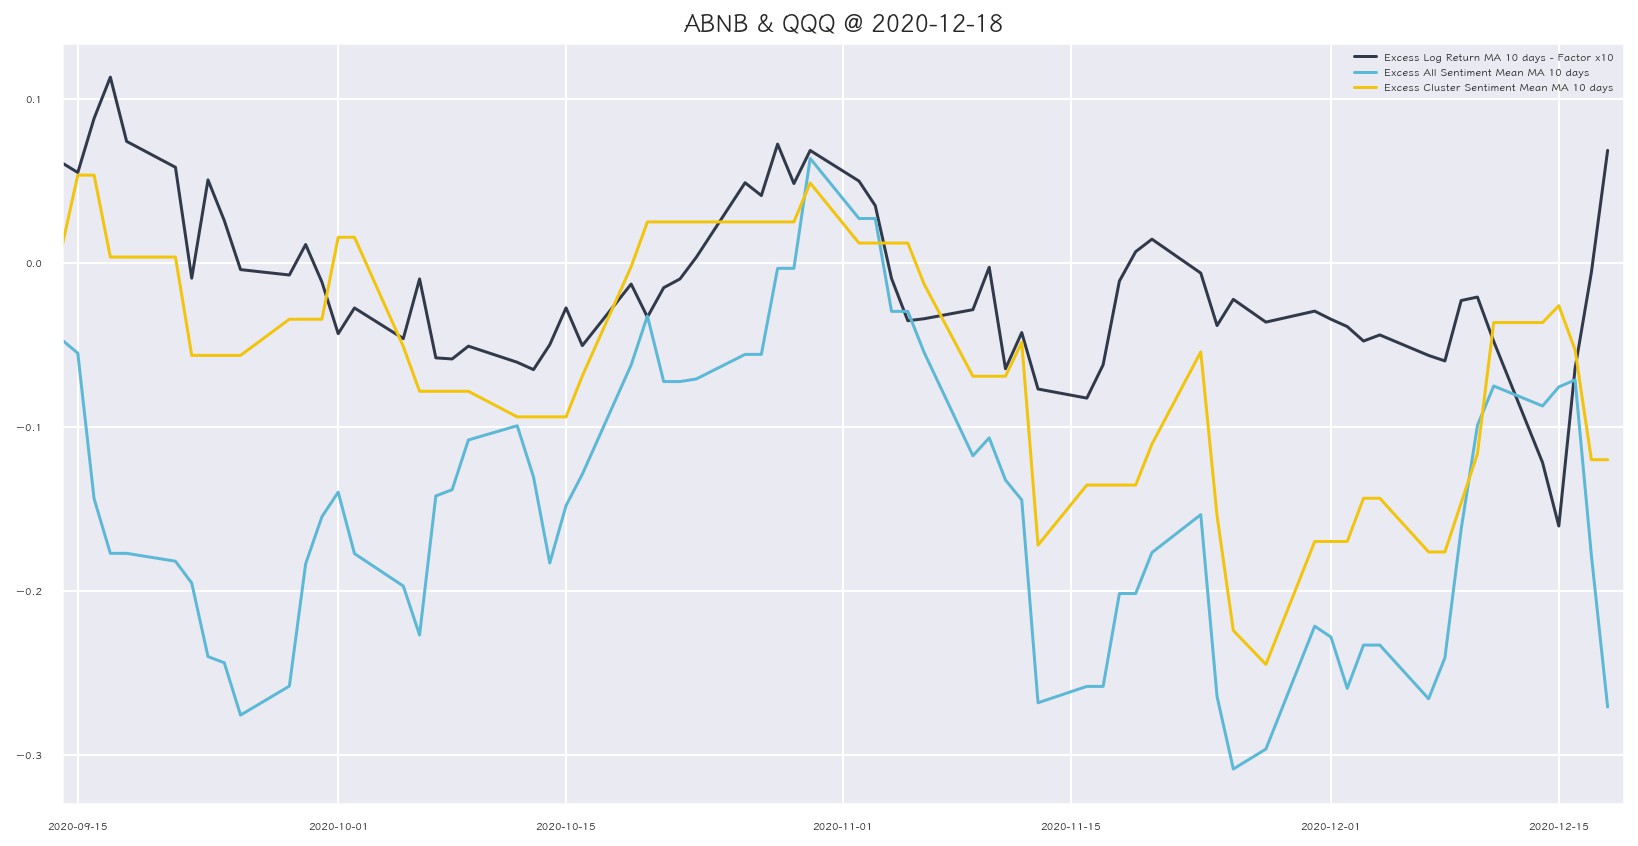 ABNB & QQQ @ 2020-12-18
Excess Log Return MA 10 days - Factor x10
Excess All Sentiment Mean MA 10 days
Excess Cluster Sentiment Mean MA 10 days
0.1
0.0
−0.1
−0.2
−0.3
2020-09-15 2020-10-01 2020-10-15 2020-11-01 2020-11-15 2020-12-01 2020-12-15